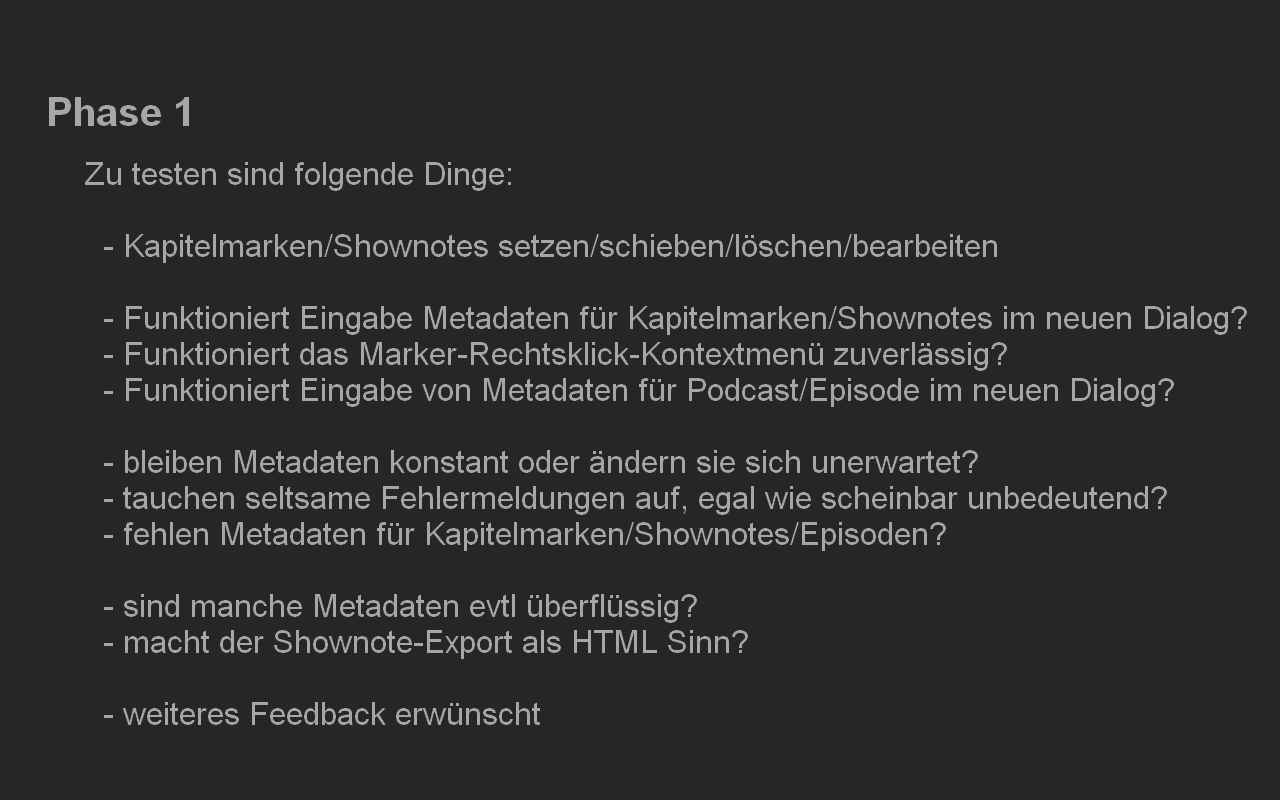 Phase 1
Zu testen sind folgende Dinge:
- Kapitelmarken/Shownotes setzen/schieben/löschen/bearbeiten
- Funktioniert Eingabe Metadaten für Kapitelmarken/Shownotes im neuen Dialog?
- Funktioniert das Marker-Rechtsklick-Kontextmenü zuverlässig?
- Funktioniert Eingabe von Metadaten für Podcast/Episode im neuen Dialog?
- bleiben Metadaten konstant oder ändern sie sich unerwartet?
- tauchen seltsame Fehlermeldungen auf, egal wie scheinbar unbedeutend?
- fehlen Metadaten für Kapitelmarken/Shownotes/Episoden?
- sind manche Metadaten evtl überflüssig?
- macht der Shownote-Export als HTML Sinn?
- weiteres Feedback erwünscht